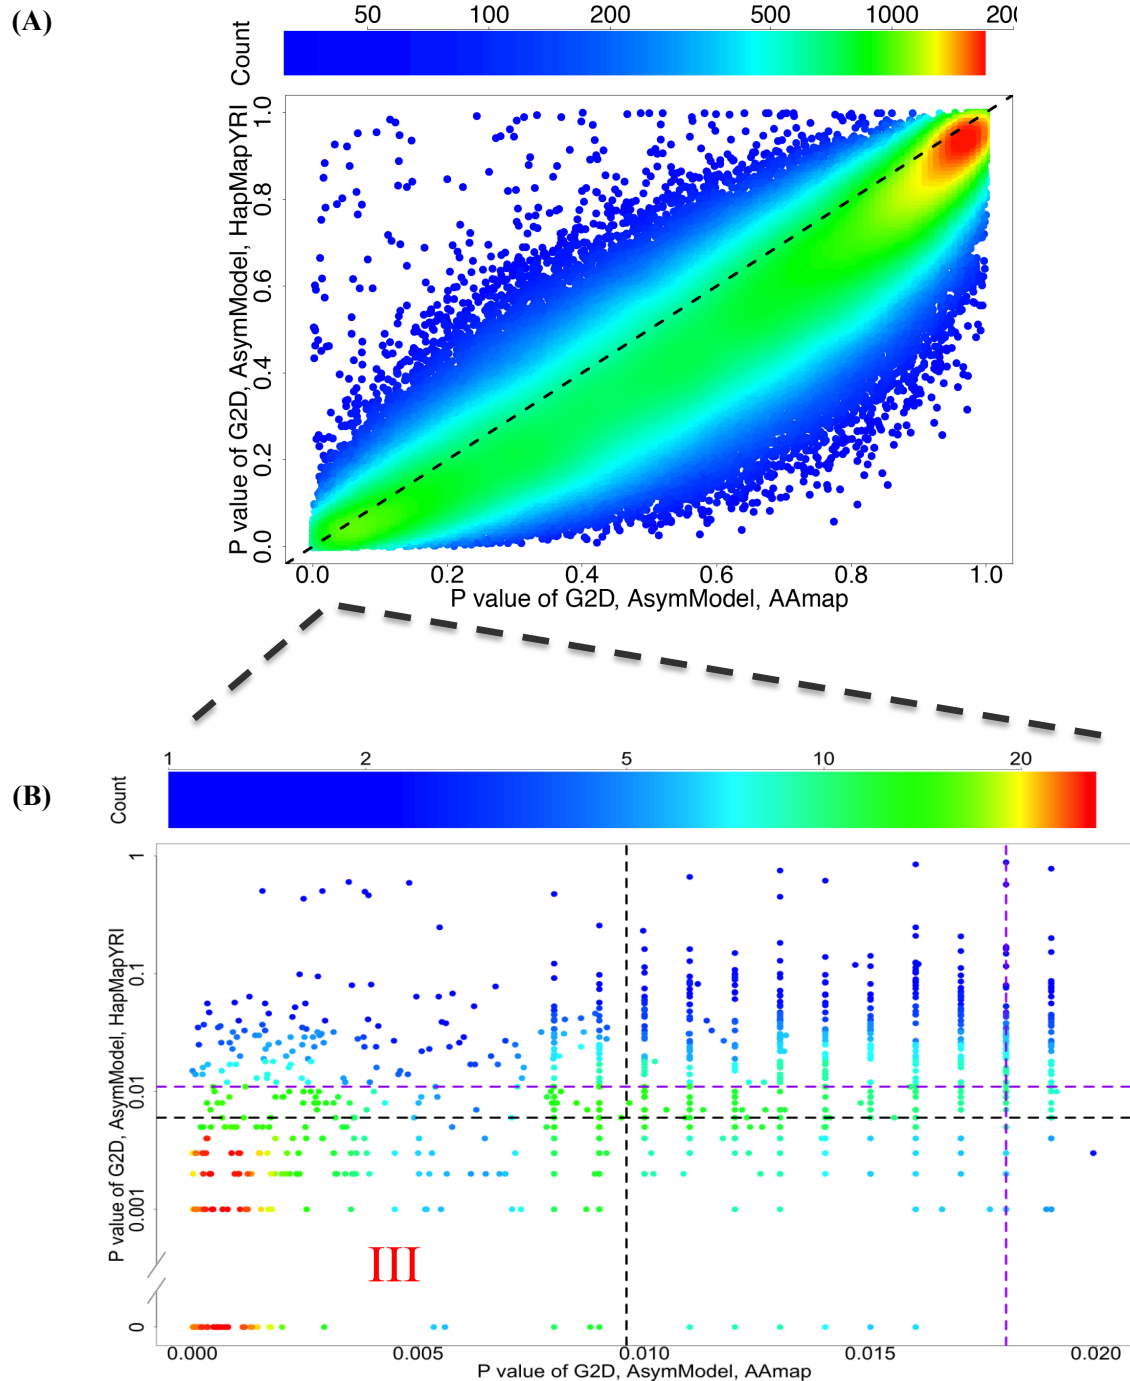 (A)
50 100 200 500 1000 200
Count
P value of G2D, AsymModel, HapMapYRI
1.0
0.8
0.6
0.4
0.2
0.0
0.0 0.2 0.4 0.6 0.8 1.0
P value of G2D, AsymModel, AAmap
1 2 5 10 20
(B)
Count
P value of G2D, AsymModel, HapMapYRI
1
0.1
0.01
0.001
0
III
0.000 0.005 0.010 0.015 0.020
P value of G2D, AsymModel, AAmap